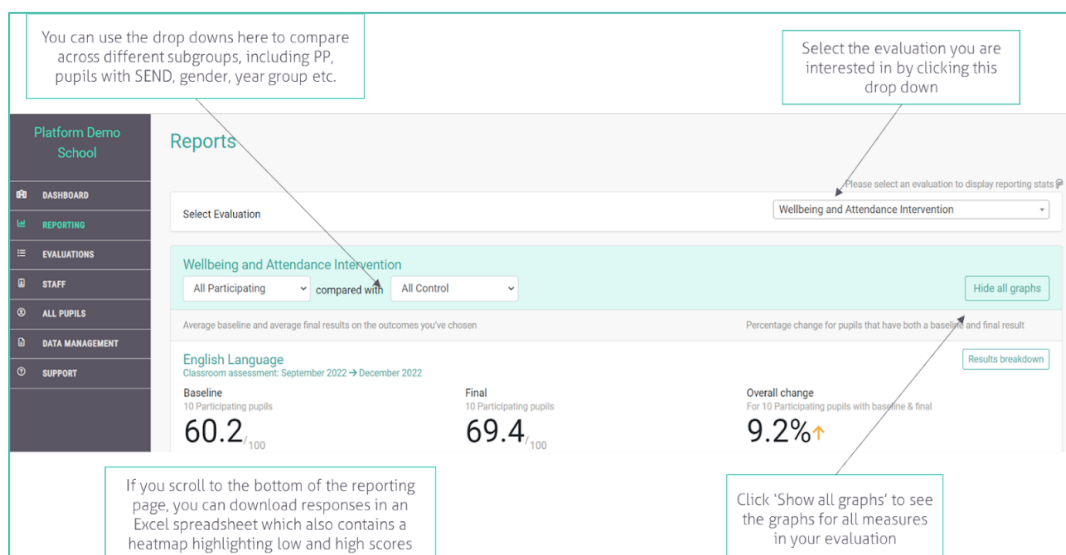 You can use the drop downs here to compare
across different subgroups, including PP,
pupils with SEND, gender, year group etc.
Select the evaluation you are
interested in by clicking this
drop down
Platform Demo
School
DASHBOARD
REPORTING
EVALUATIONS
STAFF
ALL PUPILS
DATA MANAGEMENT
SUPPORT
Reports
Please select an evaluation to display reporting stats
Select Evaluation
Wellbeing and Attendance Intervention
Wellbeing and Attendance Intervention
All Participating compared with All Control
Hide all graphs
Average baseline and average final results on the outcomes you've chosen
Percentage change for pupils that have both a baseline and final result
English Language
Classroom assessment: September 2022 → December 2022
Results breakdown
Baseline
10 Participating pupils
60.2/100
Final
10 Participating pupils
69.4/100
Overall change
For 10 Participating pupils with baseline & final
9.2%↑
If you scroll to the bottom of the reporting
page, you can download responses in an
Excel spreadsheet which also contains a
heatmap highlighting low and high scores
Click 'Show all graphs' to see
the graphs for all measures
in your evaluation